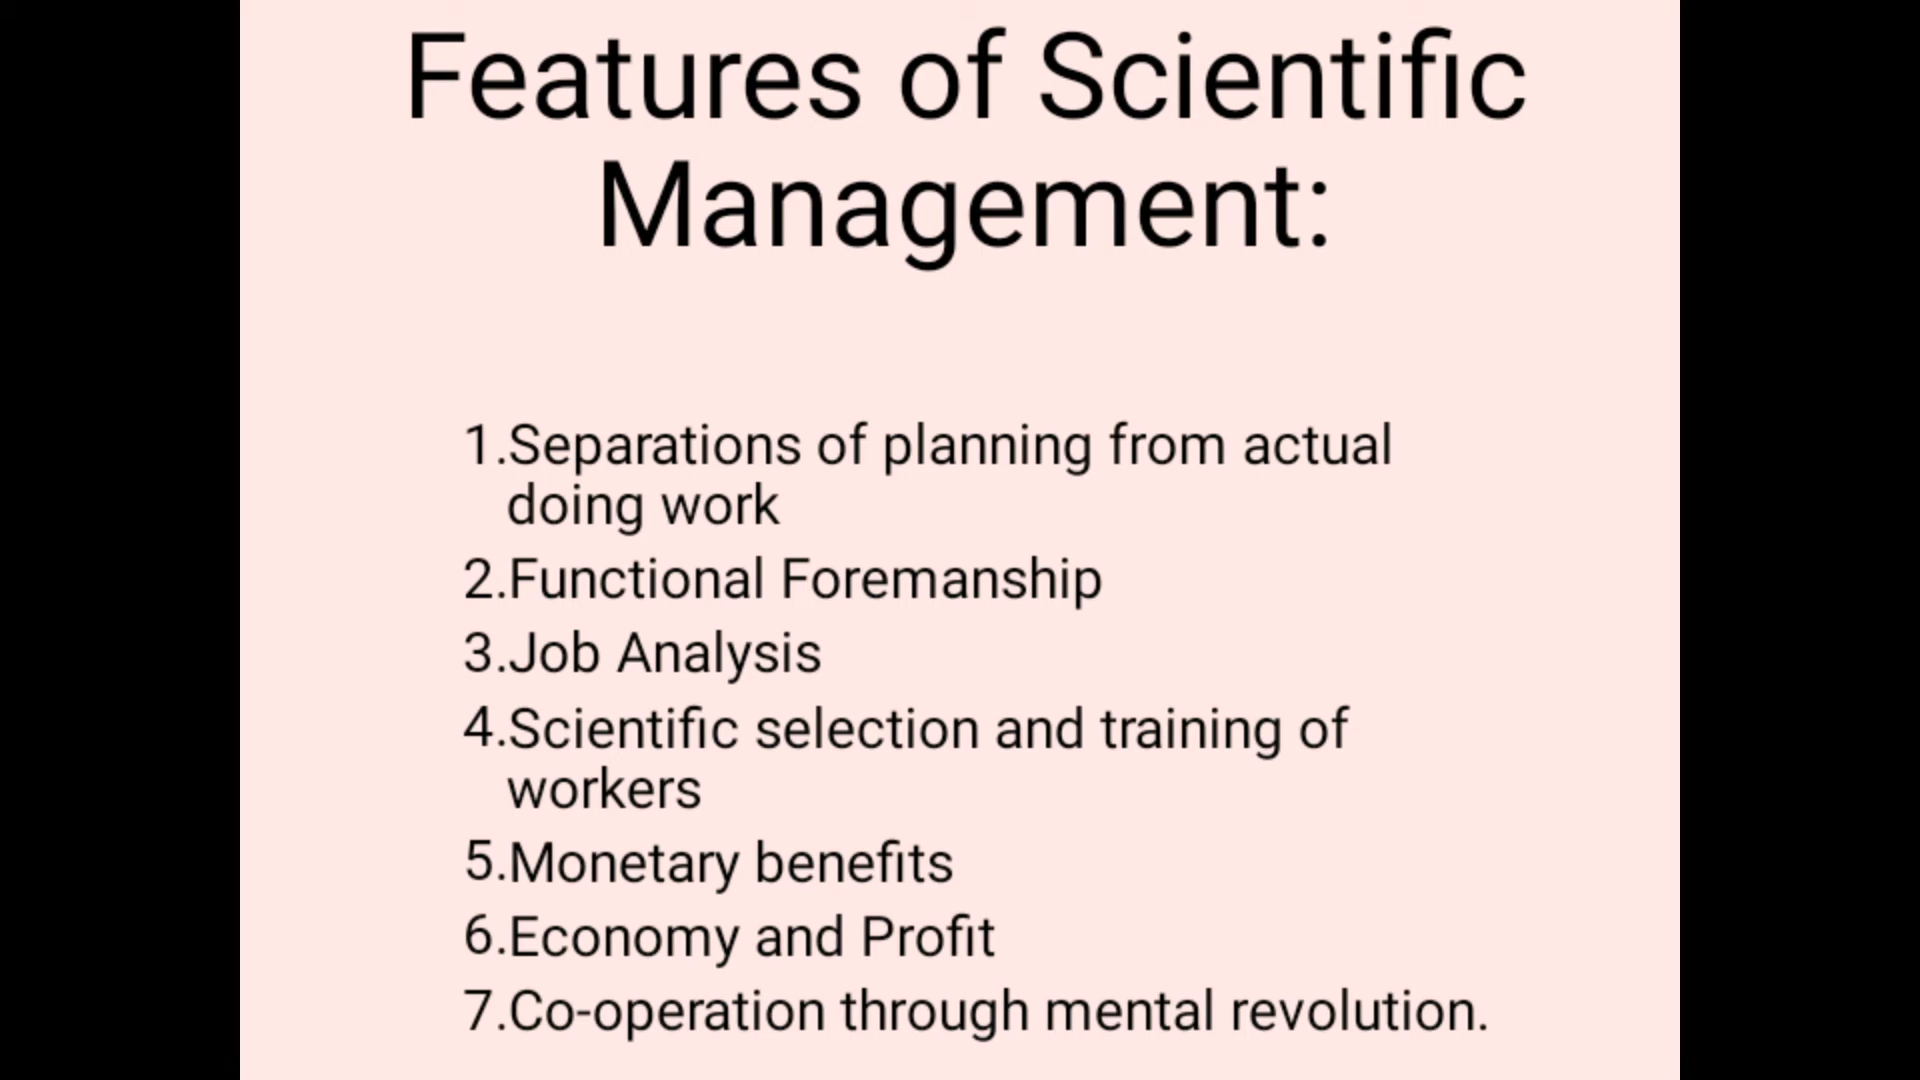 Features of Scientific
Management:
1.Separations of planning from actual
doing work
2.Functional Foremanship
3.Job Analysis
4.Scientific selection and training of
workers
5.Monetary benefits
6.Economy and Profit
7.Co-operation through mental revolution.